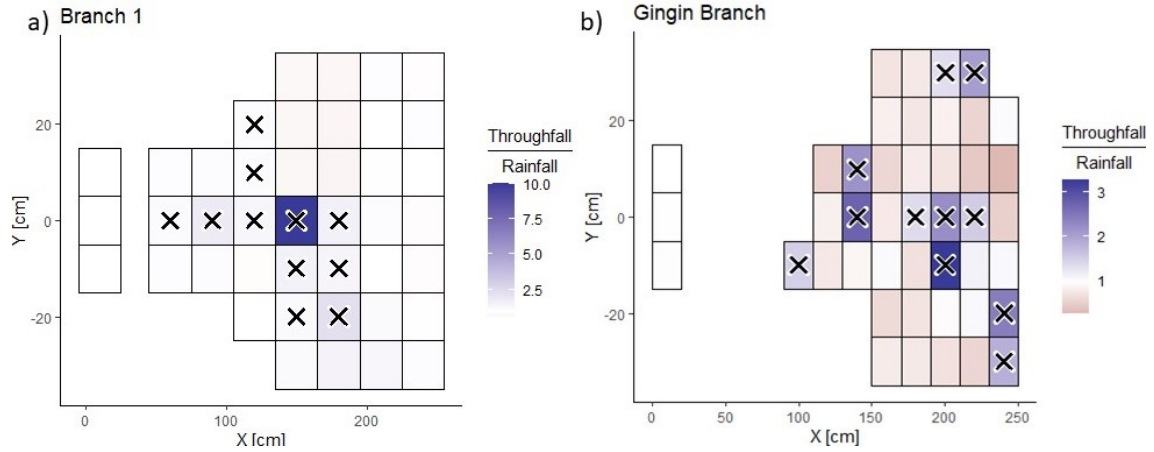 a) Branch 1
20
0
-20
Y [cm]
0
100
200
X [cm]
Throughfall
Rainfall
10.0
7.5
5.0
2.5
b) Gingin Branch
20
0
-20
Y [cm]
0
50
100
150
200
250
X [cm]
Throughfall
Rainfall
3
2
1